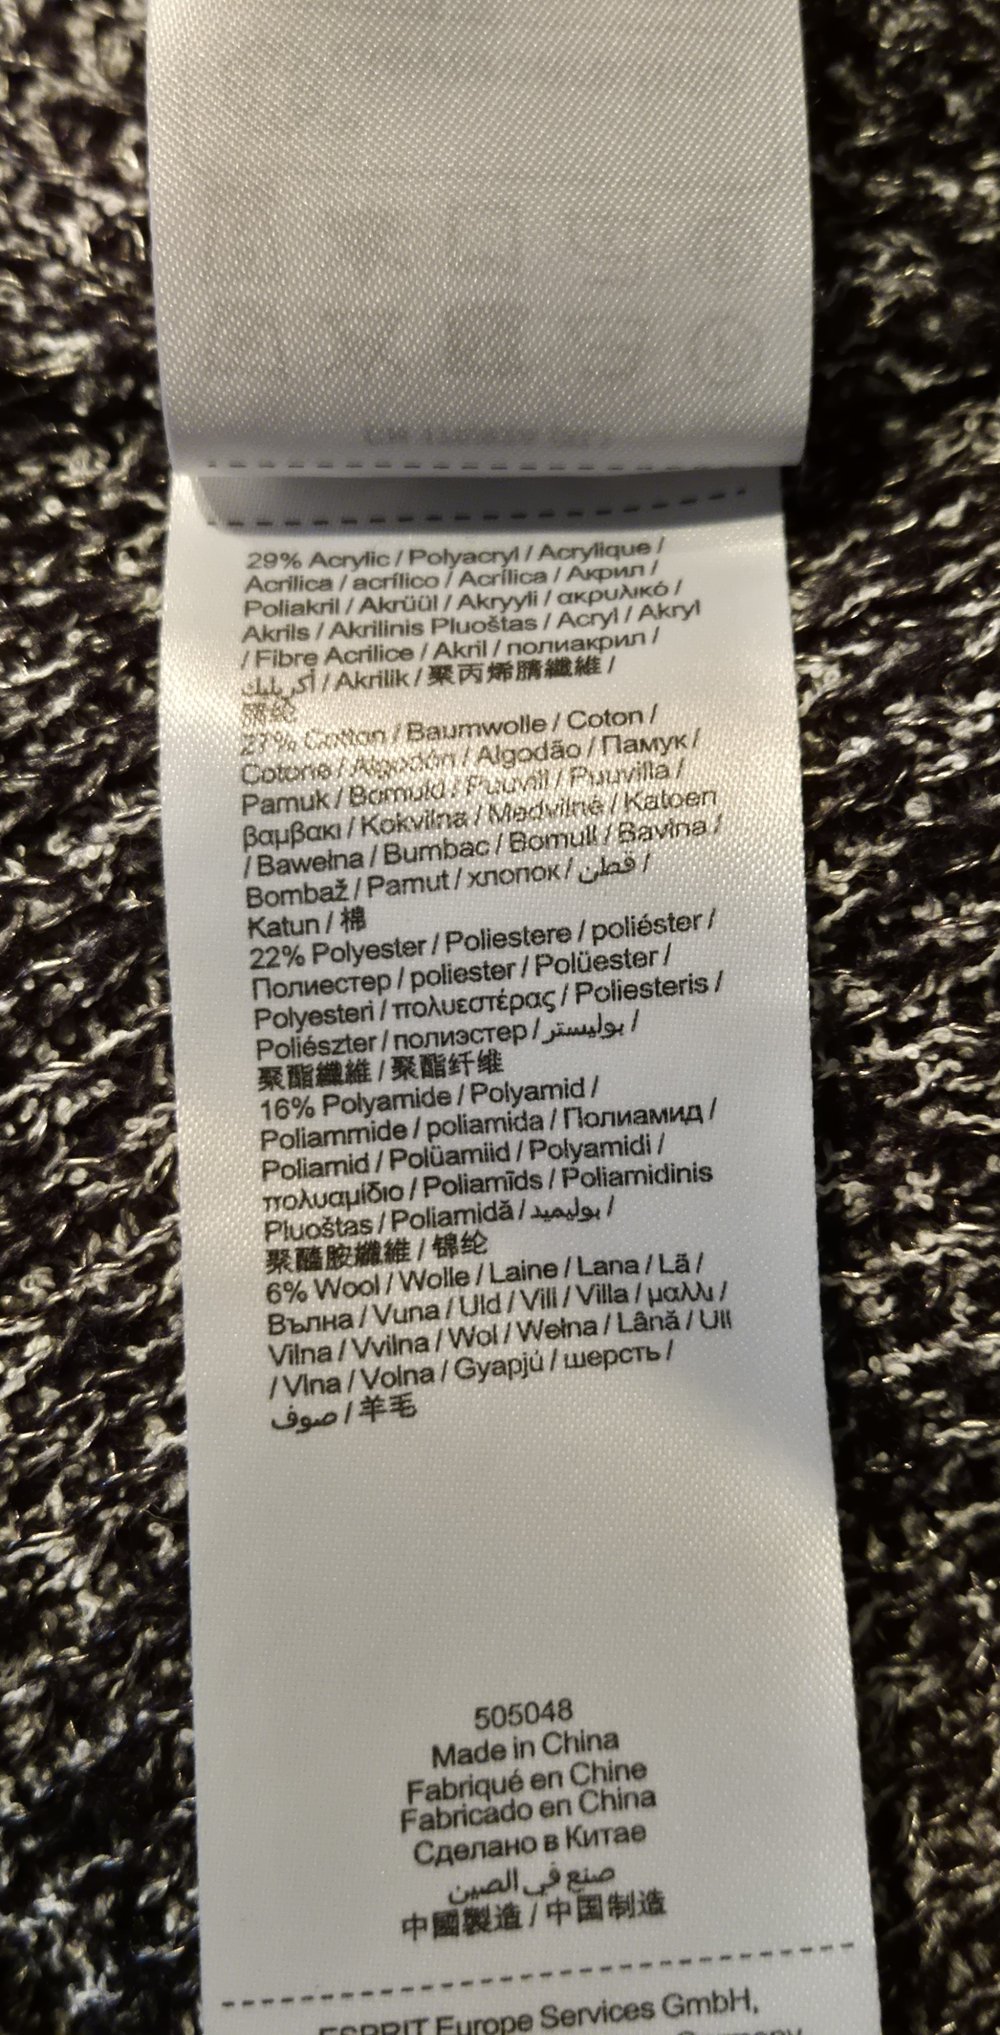 29% Acrylic / Polyacryl / Acrylique /
Acrilica / acrílico / Acrílica / Акрил /
Poliakril / Akrüül / Akryyli / ακρυλικό /
Akrils / Akrilinis Pluoštas / Acryl / Akryl
/ Fibre Acrilice / Akril / полиакрил /
أكريليك / Akrilik / 聚丙烯腈纖維 /
腈纶
27% Cotton / Baumwolle / Coton /
Cotone / Algodón / Algodão / Памук /
Pamuk / Bomuld / Puuvill / Puuvilla /
βαμβακι / Kokvilna / Medvilnė / Katoen
/ Bawełna / Bumbac / Bomull / Bavlna /
Bombaž / Pamut / хлопок / قطن /
Katun / 棉
22% Polyester / Poliestere / poliéster /
Полиестер / poliester / Polüester /
Polyesteri / πολυεστέρας / Poliesteris /
Poliészter / полиэстер / بوليستر /
聚酯纖維 / 聚酯纤维
16% Polyamide / Polyamid /
Poliammide / poliamida / Полиамид /
Poliamid / Polüamiid / Polyamidi /
πολυαμίδιο / Poliamīds / Poliamidinis
Pluoštas / Poliamidă / بوليميد /
聚醯胺纖維 / 锦纶
6% Wool / Wolle / Laine / Lana / Lã /
Вълна / Vuna / Uld / Vill / Villa / μαλλι /
Vilna / Vvilna / Wol / Wełna / Lână / Ull
/ Vlna / Volna / Gyapjú / шерсть /
صوف / 羊毛
505048
Made in China
Fabriqué en Chine
Fabricado en China
Сделано в Китае
صنع في الصين
中國製造 / 中国制造
ESPRIT Europe Services GmbH,
Germany